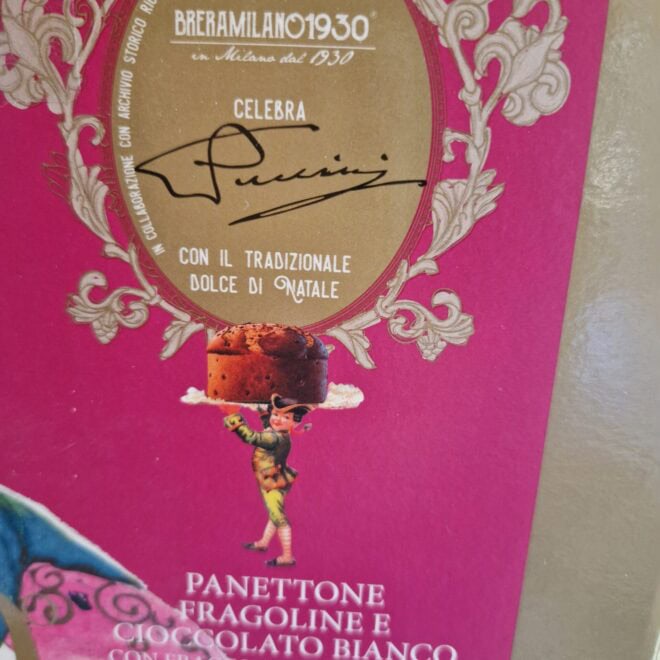 BRERAMILANO1930
in Milano dal 1930
IN COLLABORAZIONE CON ARCHIVIO STORICO
CELEBRA
Puccini
CON IL TRADIZIONALE
DOLCE DI NATALE
PANETTONE
FRAGOLINE E
CIOCCOLATO BIANCO